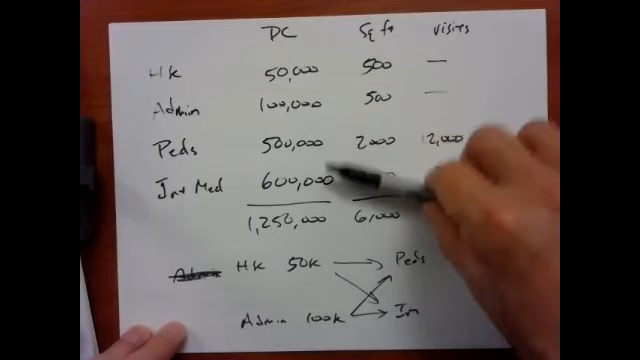 DC Sq ft visits
HK 50,000 500 —
Admin 100,000 500 —
Peds 500,000 2000 12,000
Int Med 600,000
1,250,000 6,000
Admin HK 50K Peds
Admin 100K Im